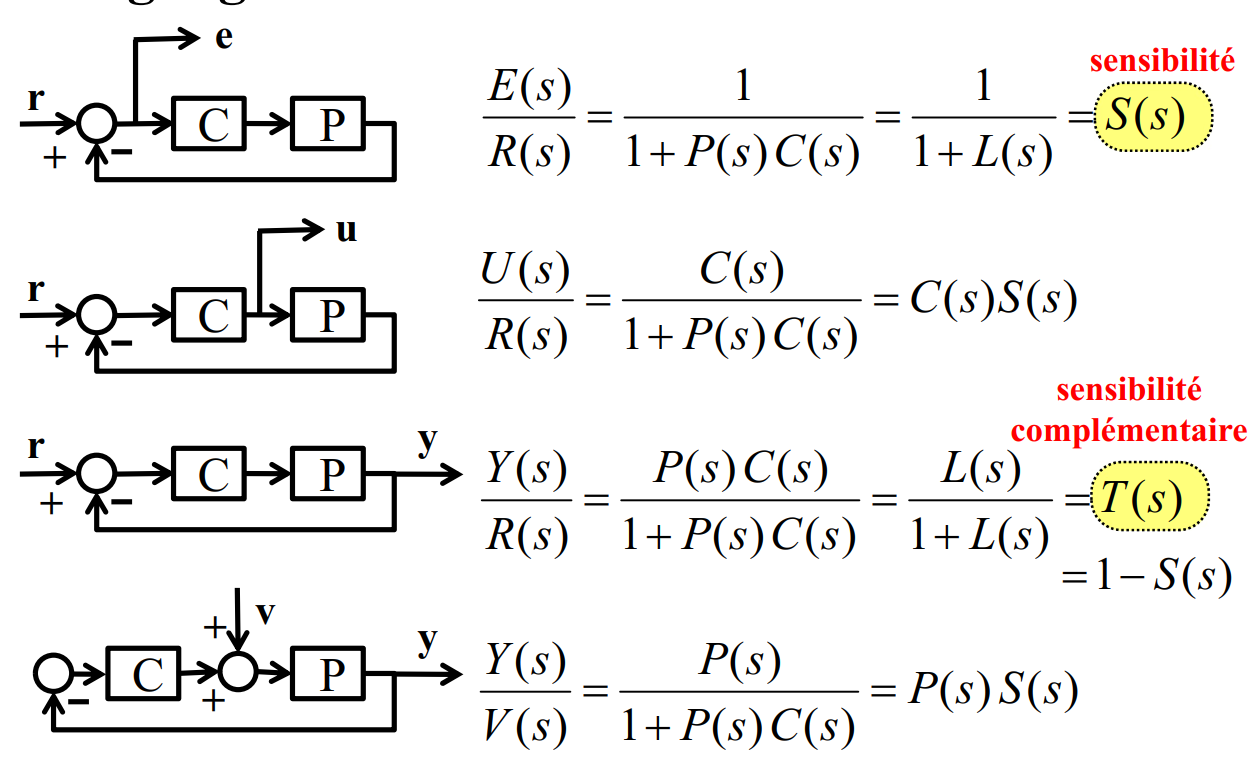 e
r
+
−
C
P
E(s)/R(s) = 1/(1+P(s)C(s)) = 1/(1+L(s)) = S(s)
sensibilité
u
r
+
−
C
P
U(s)/R(s) = C(s)/(1+P(s)C(s)) = C(s)S(s)
sensibilité
complémentaire
r
+
−
C
P
y
Y(s)/R(s) = P(s)C(s)/(1+P(s)C(s)) = L(s)/(1+L(s)) = T(s)
=1−S(s)
−
C
+
v
+
P
y
Y(s)/V(s) = P(s)/(1+P(s)C(s)) = P(s)S(s)